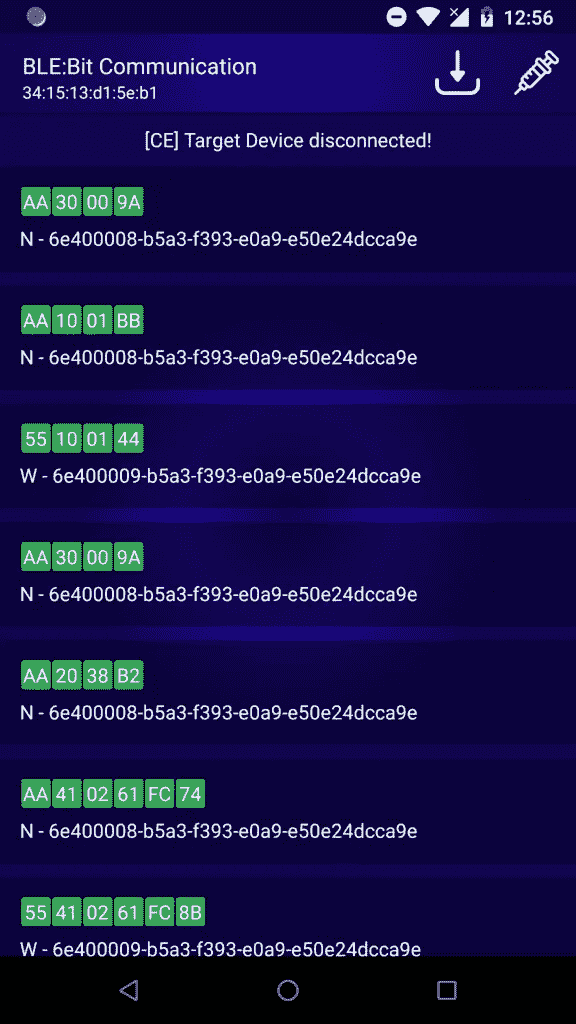 12:56
BLE:Bit Communication
34:15:13:d1:5e:b1
[CE] Target Device disconnected!
AA 30 00 9A
N - 6e400008-b5a3-f393-e0a9-e50e24dcca9e
AA 10 01 BB
N - 6e400008-b5a3-f393-e0a9-e50e24dcca9e
55 10 01 44
W - 6e400009-b5a3-f393-e0a9-e50e24dcca9e
AA 30 00 9A
N - 6e400008-b5a3-f393-e0a9-e50e24dcca9e
AA 20 38 B2
N - 6e400008-b5a3-f393-e0a9-e50e24dcca9e
AA 41 02 61 FC 74
N - 6e400008-b5a3-f393-e0a9-e50e24dcca9e
55 41 02 61 FC 8B
W - 6e400009-b5a3-f393-e0a9-e50e24dcca9e